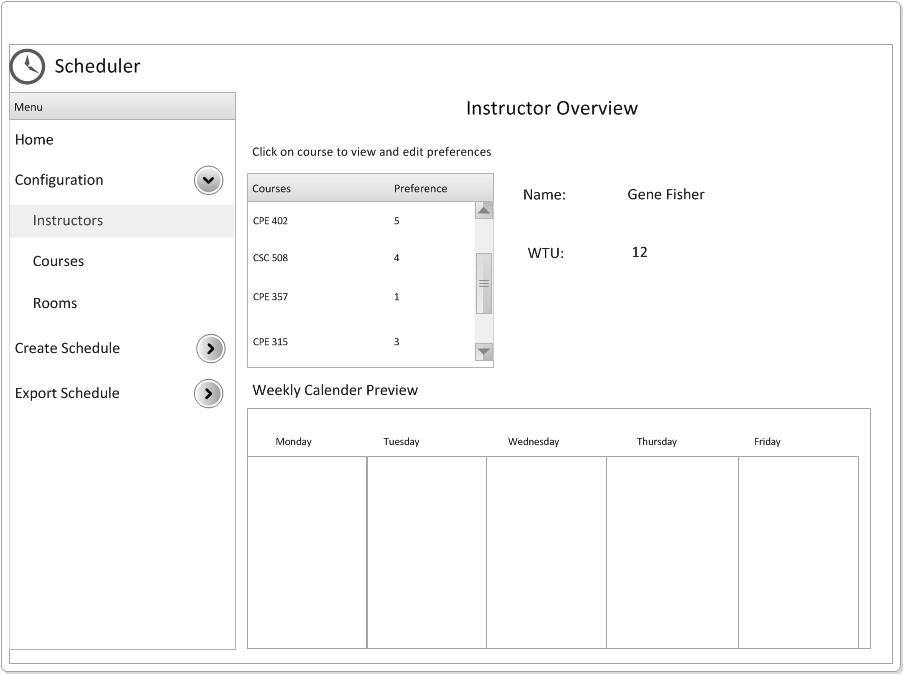 Scheduler
Menu
Home
Configuration
Instructors
Courses
Rooms
Create Schedule
Export Schedule
Instructor Overview
Click on course to view and edit preferences
Courses Preference
CPE 402 5
CSC 508 4
CPE 357 1
CPE 315 3
Name: Gene Fisher
WTU: 12
Weekly Calender Preview
Monday Tuesday Wednesday Thursday Friday